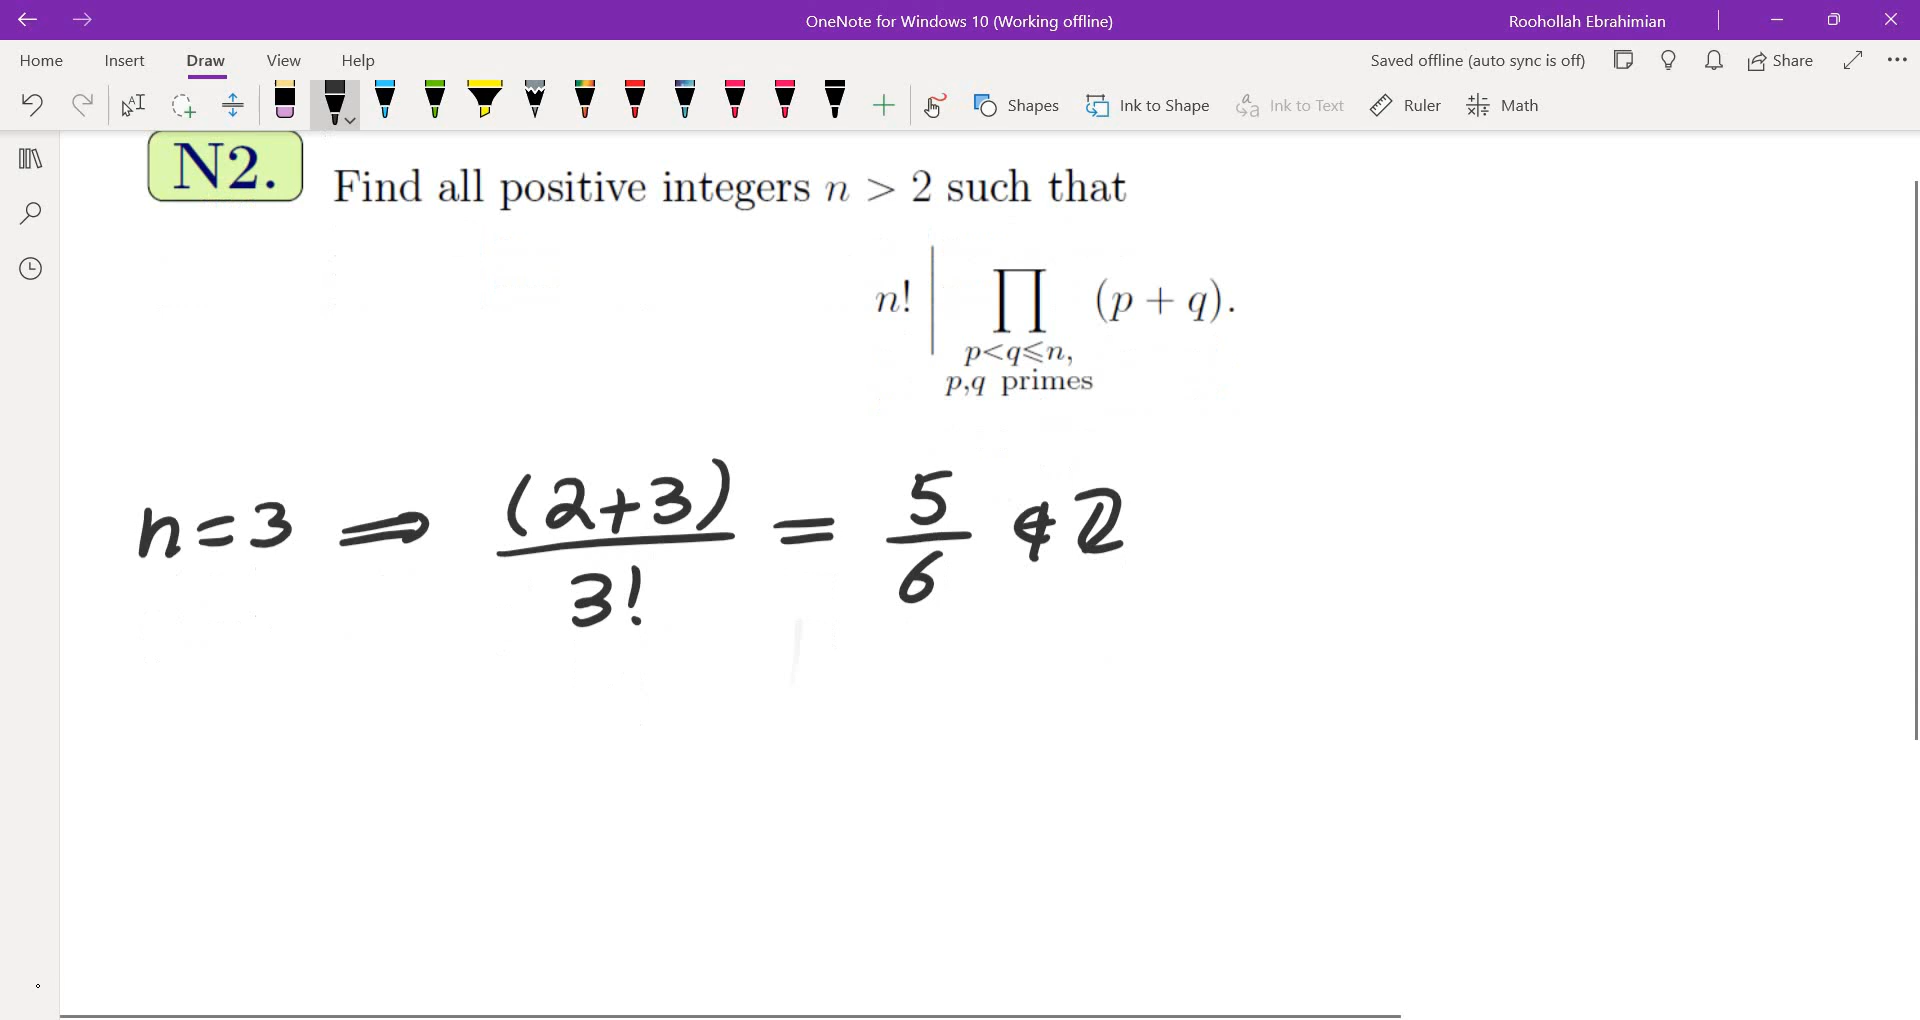 OneNote for Windows 10 (Working offline)
Roohollah Ebrahimian
Home Insert Draw View Help
Saved offline (auto sync is off) Share
Shapes Ink to Shape Ink to Text Ruler Math
N2. Find all positive integers n > 2 such that
n! | ∏ (p + q).
p<q⩽n,
p,q primes
n=3 ⟹ (2+3)/3! = 5/6 ∉ ℤ